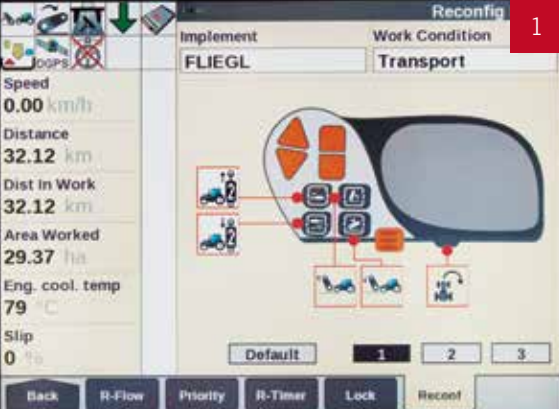 Reconfig
1
Implement
Work Condition
FLIEGL
Transport
DGPS
Speed
0.00 km/h
Distance
32.12 km
Dist In Work
32.12 km
Area Worked
29.37 ha
Eng. cool. temp
79 °C
Slip
0 %
Default
1
2
3
Back
R-Flow
Priority
R-Timer
Lock
Reconf